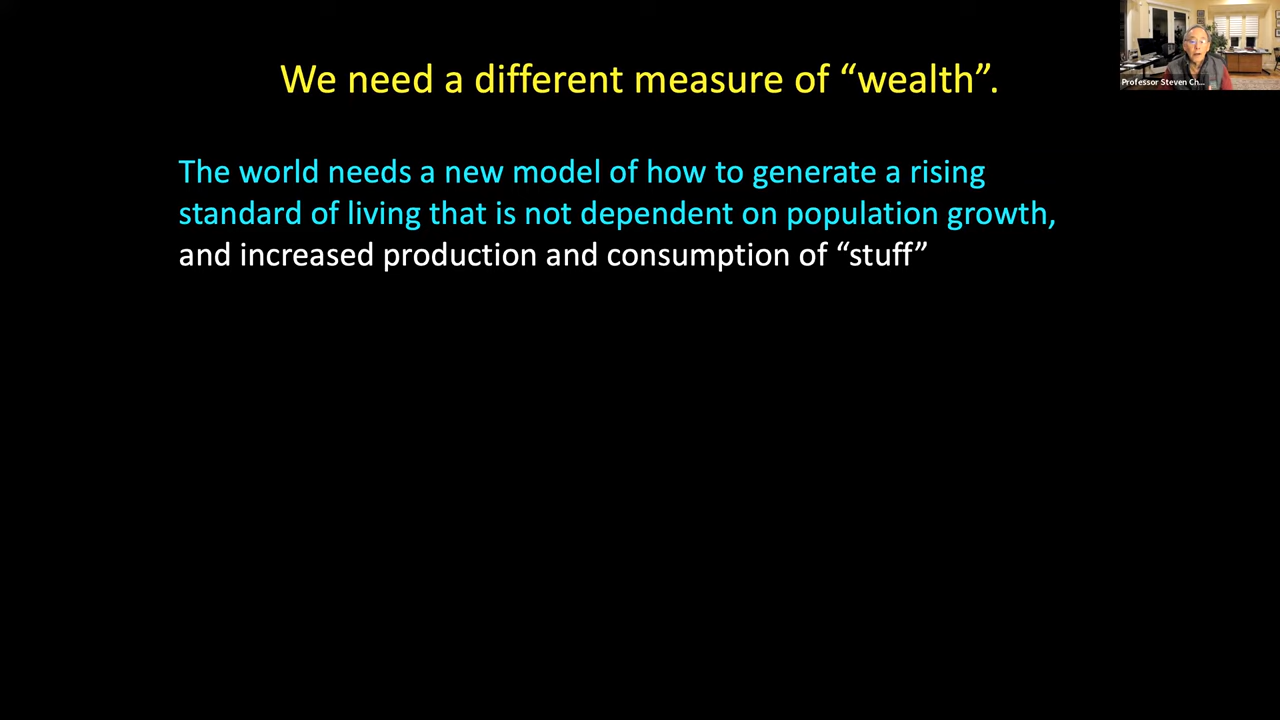 We need a different measure of “wealth”.
Professor Steven Ch...
The world needs a new model of how to generate a rising
standard of living that is not dependent on population growth,
and increased production and consumption of “stuff”